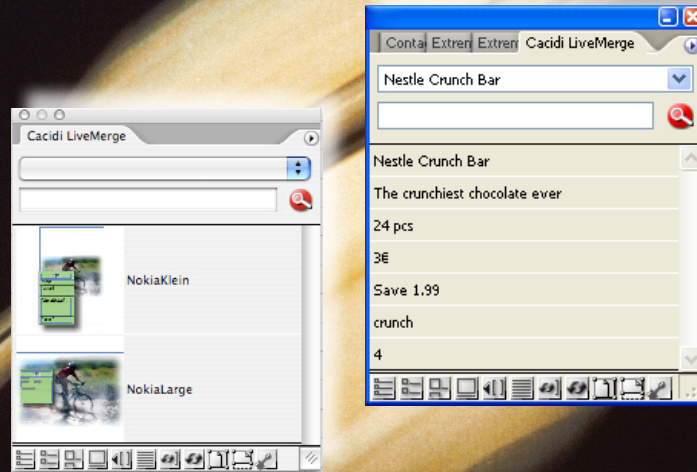 Cacidi LiveMerge
NokiaKlein
NokiaLarge
Conta Extren Extren Cacidi LiveMerge
Nestle Crunch Bar
Nestle Crunch Bar
The crunchiest chocolate ever
24 pcs
3€
Save 1.99
crunch
4